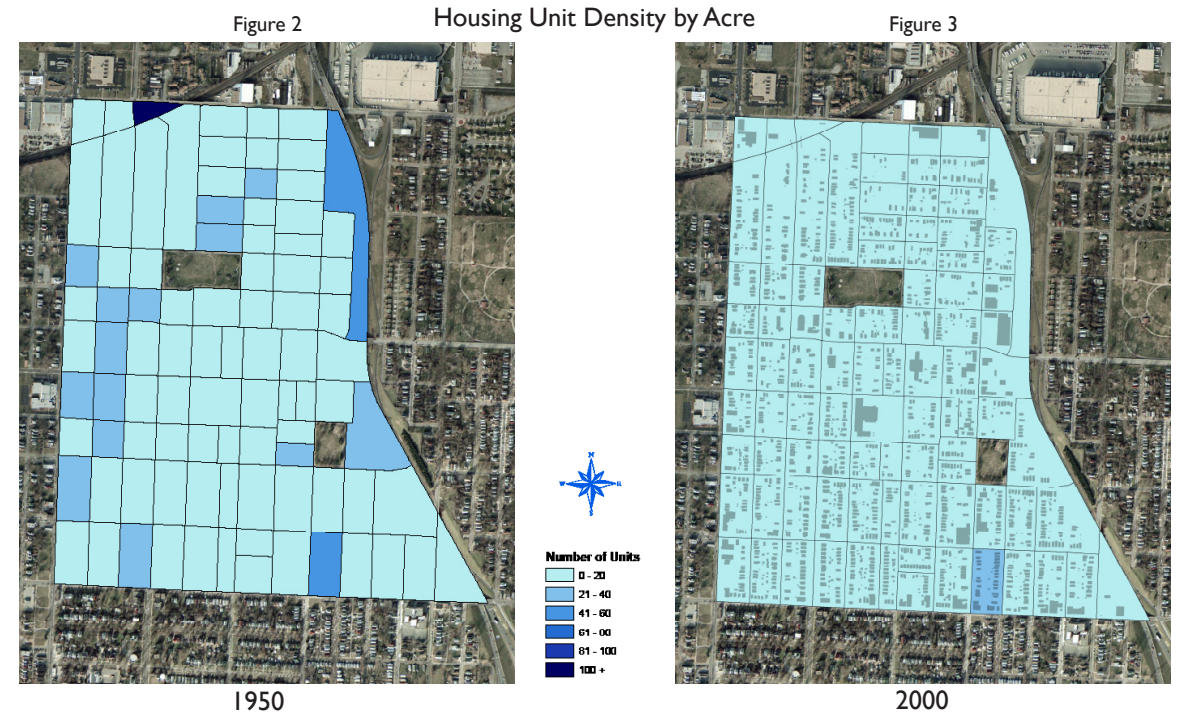 Housing Unit Density by Acre
Figure 2
Figure 3
N
S
Number of Units
0 - 20
21 - 40
41 - 60
61 - 80
81 - 100
100 +
1950
2000